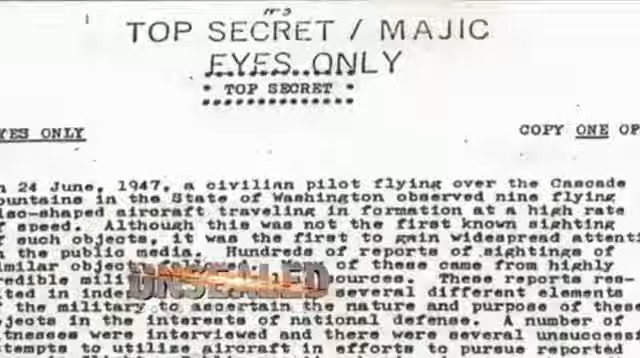 TOP SECRET / MAJIC
EYES ONLY
* TOP SECRET *
EYES ONLY
COPY ONE OF
n 24 June, 1947, a civilian pilot flying over the Cascade
ountains in the State of Washington observed nine flying
isc-shaped aircraft traveling in formation at a high rate
f speed. Although this was not the first known sighting
f such objects, it was the first to gain widespread attenti
n the public media. Hundreds of reports of sightings of
imilar objec of these came from highly
redible mili sources. These reports res-
lted in inde several different elements
f the military to ascertain the nature and purpose of these
bjects in the interests of national defense. A number of
itnesses were interviewed and there were several unsuccess
ttempts to utilize aircraft in efforts to pursue reported
UNSEALED